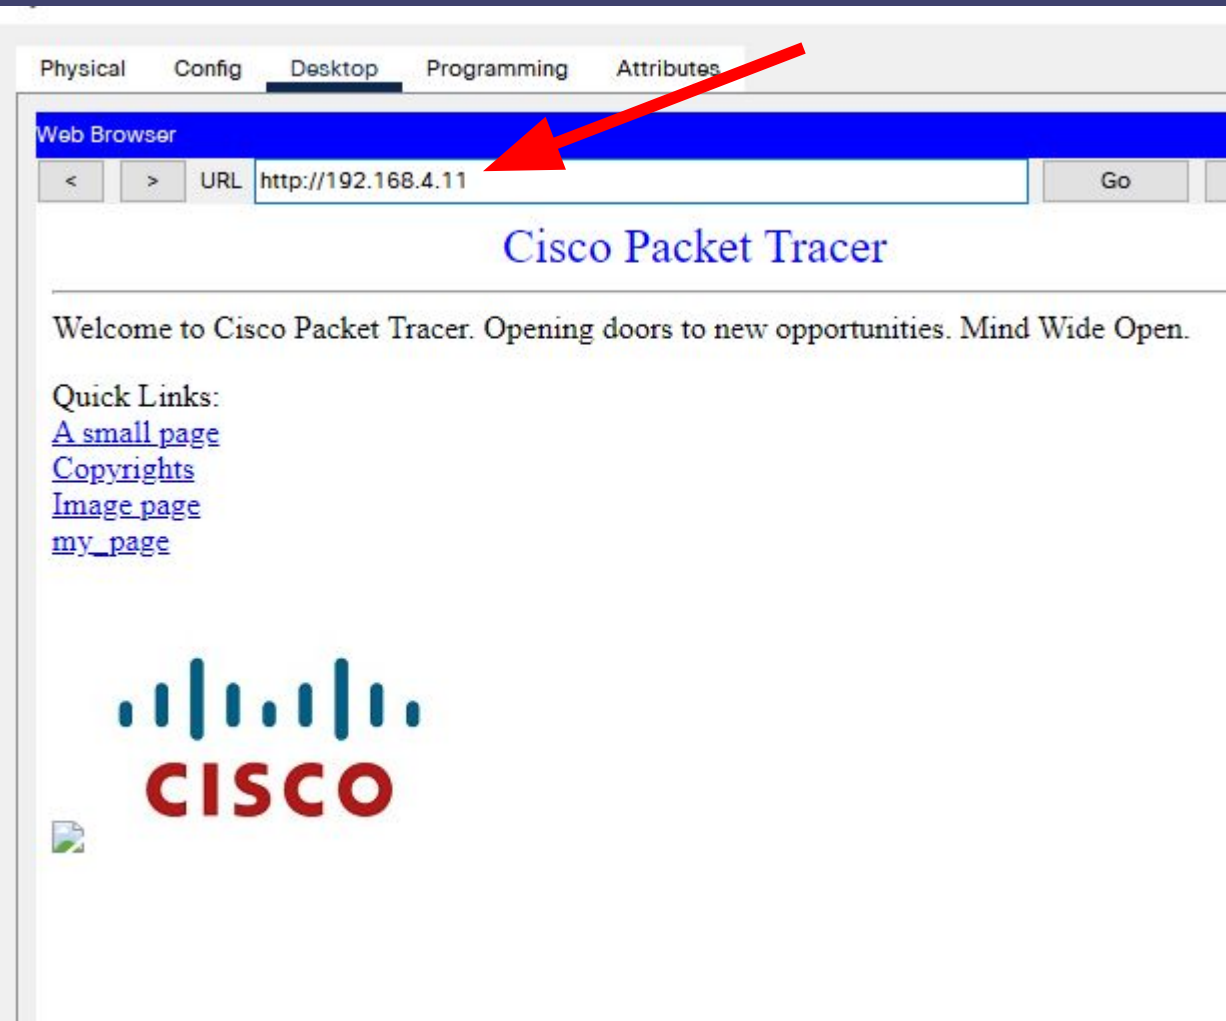 Physical Config Desktop Programming Attributes
Web Browser
< > URL http://192.168.4.11 Go
Cisco Packet Tracer
Welcome to Cisco Packet Tracer. Opening doors to new opportunities. Mind Wide Open.
Quick Links:
A small page
Copyrights
Image page
my_page
CISCO